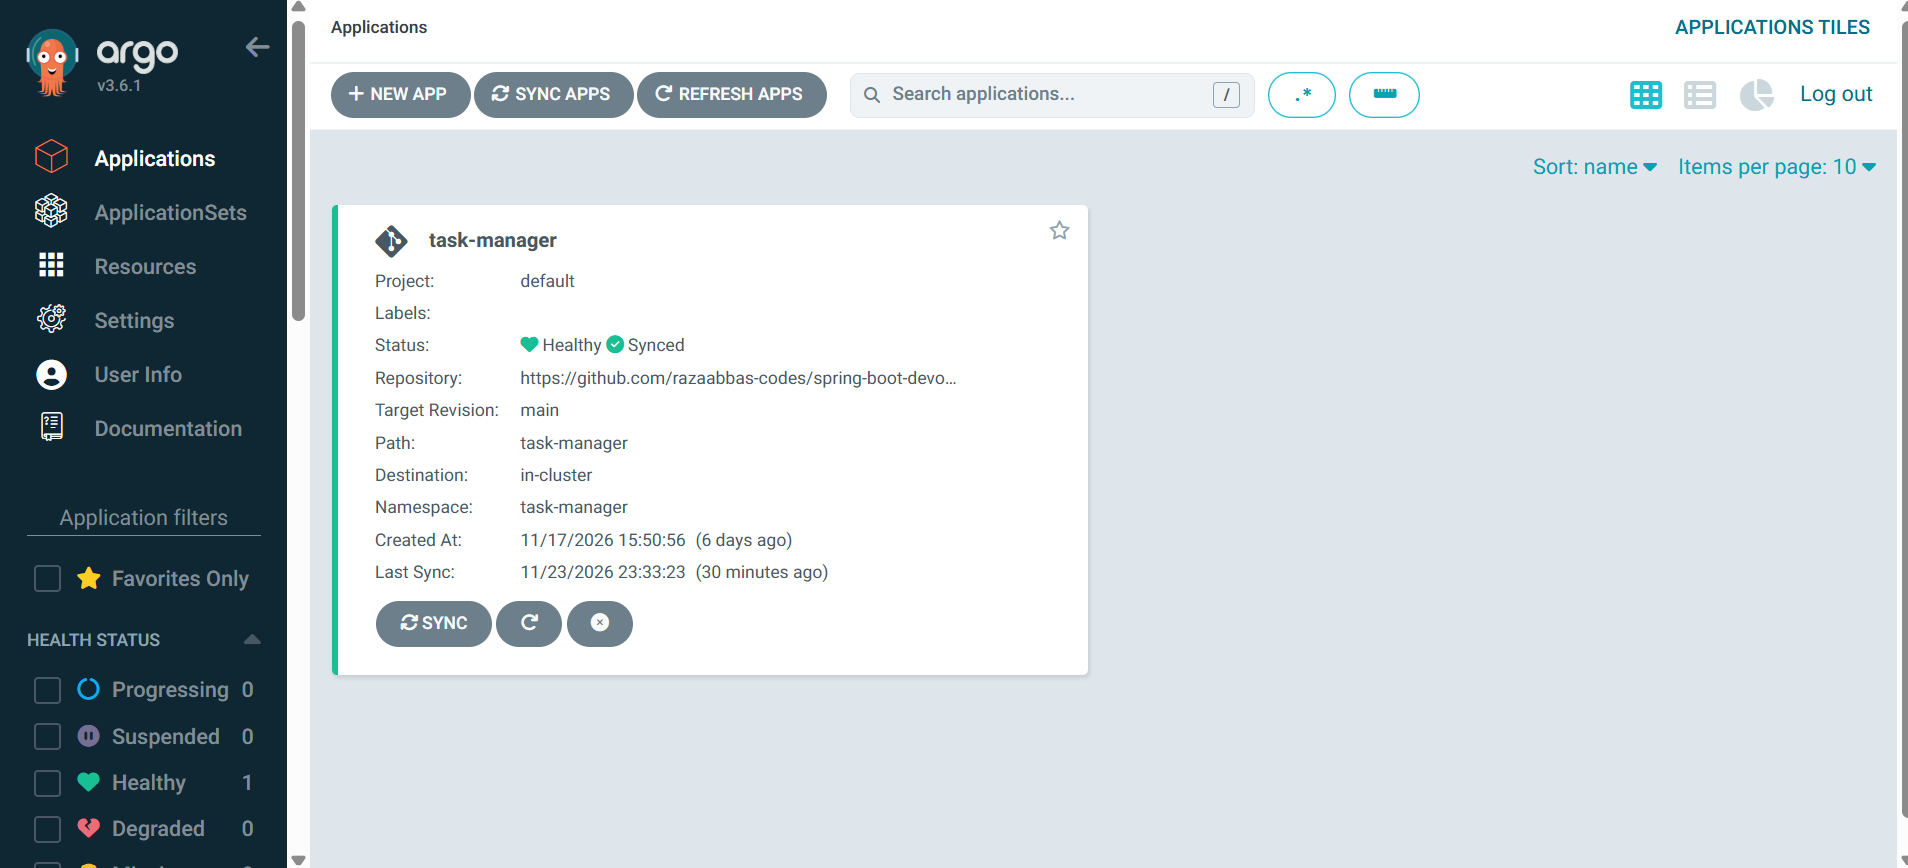 argo
v3.6.1
Applications
ApplicationSets
Resources
Settings
User Info
Documentation
Application filters
Favorites Only
HEALTH STATUS
Progressing 0
Suspended 0
Healthy 1
Degraded 0
Applications
APPLICATIONS TILES
+ NEW APP
SYNC APPS
REFRESH APPS
Search applications...
/
.*
Log out
Sort: name
Items per page: 10
task-manager
Project: default
Labels:
Status: Healthy Synced
Repository: https://github.com/razaabbas-codes/spring-boot-devo...
Target Revision: main
Path: task-manager
Destination: in-cluster
Namespace: task-manager
Created At: 11/17/2026 15:50:56 (6 days ago)
Last Sync: 11/23/2026 23:33:23 (30 minutes ago)
SYNC